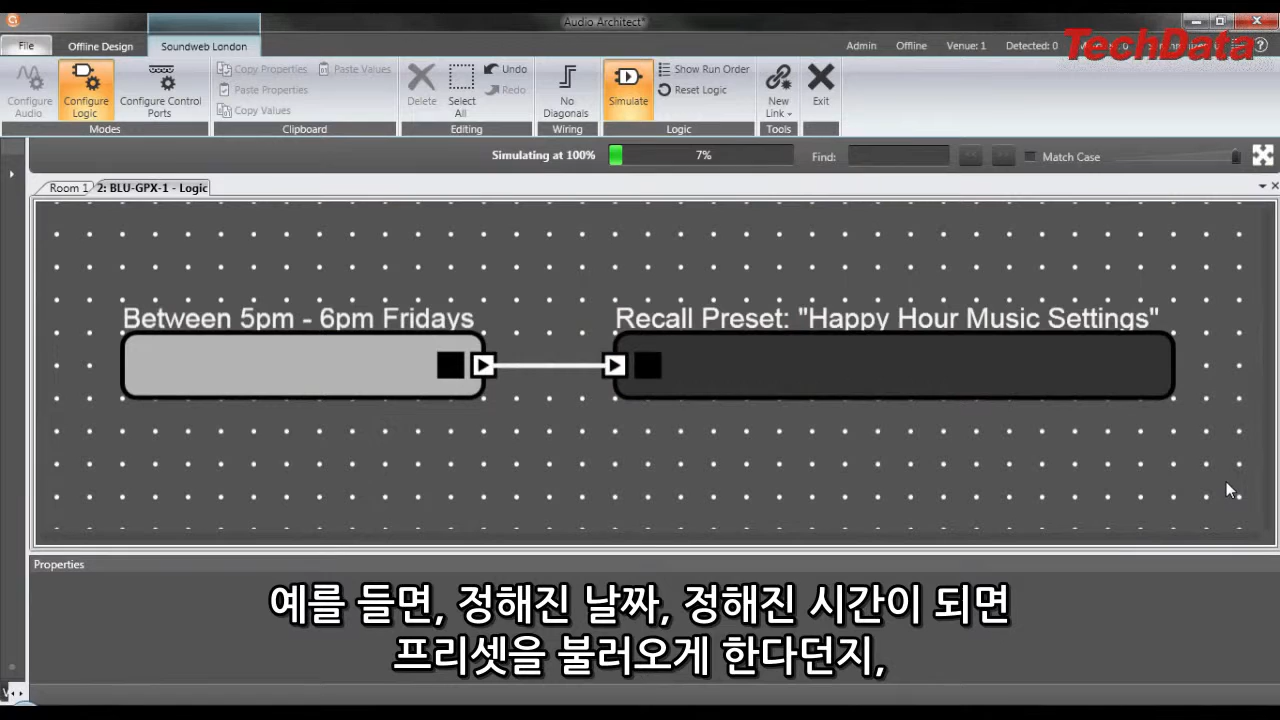 Audio Architect*
TechData
File
Offline Design
Soundweb London
Admin
Offline
Venue: 1
Detected: 0
Configure Audio
Configure Logic
Configure Control Ports
Modes
Copy Properties
Paste Values
Paste Properties
Copy Values
Clipboard
Delete
Select All
Undo
Redo
Editing
No Diagonals
Wiring
Simulate
Show Run Order
Reset Logic
Logic
New Link
Tools
Exit
Simulating at 100%
7%
Find:
Match Case
Room 1
2: BLU-GPX-1 - Logic
Between 5pm - 6pm Fridays
Recall Preset: "Happy Hour Music Settings"
Properties
예를 들면, 정해진 날짜, 정해진 시간이 되면
프리셋을 불러오게 한다던지,